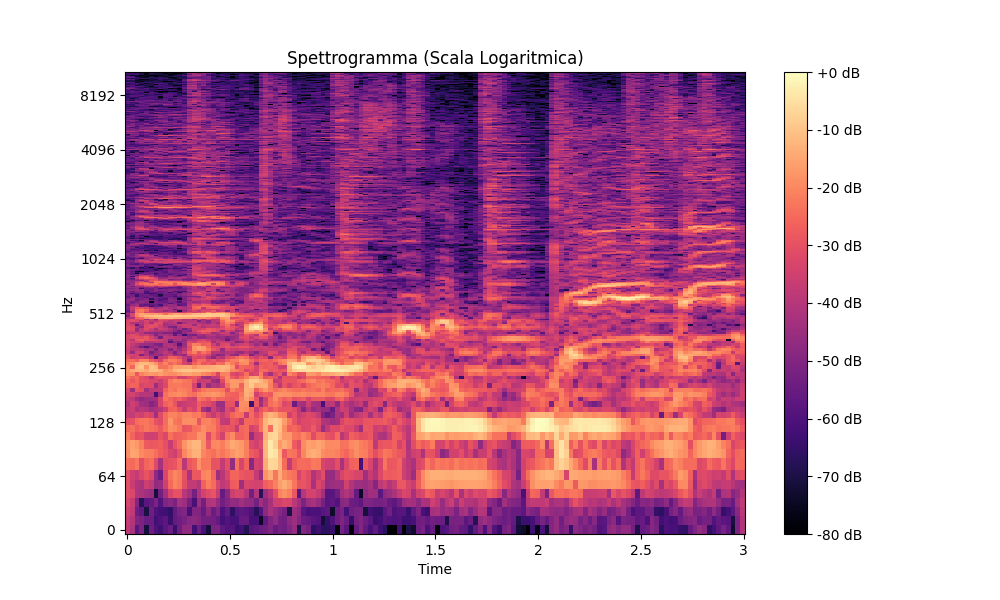 Spettrogramma (Scala Logaritmica)
Hz
8192
4096
2048
1024
512
256
128
64
0
0
0.5
1
1.5
2
2.5
3
Time
+0 dB
-10 dB
-20 dB
-30 dB
-40 dB
-50 dB
-60 dB
-70 dB
-80 dB